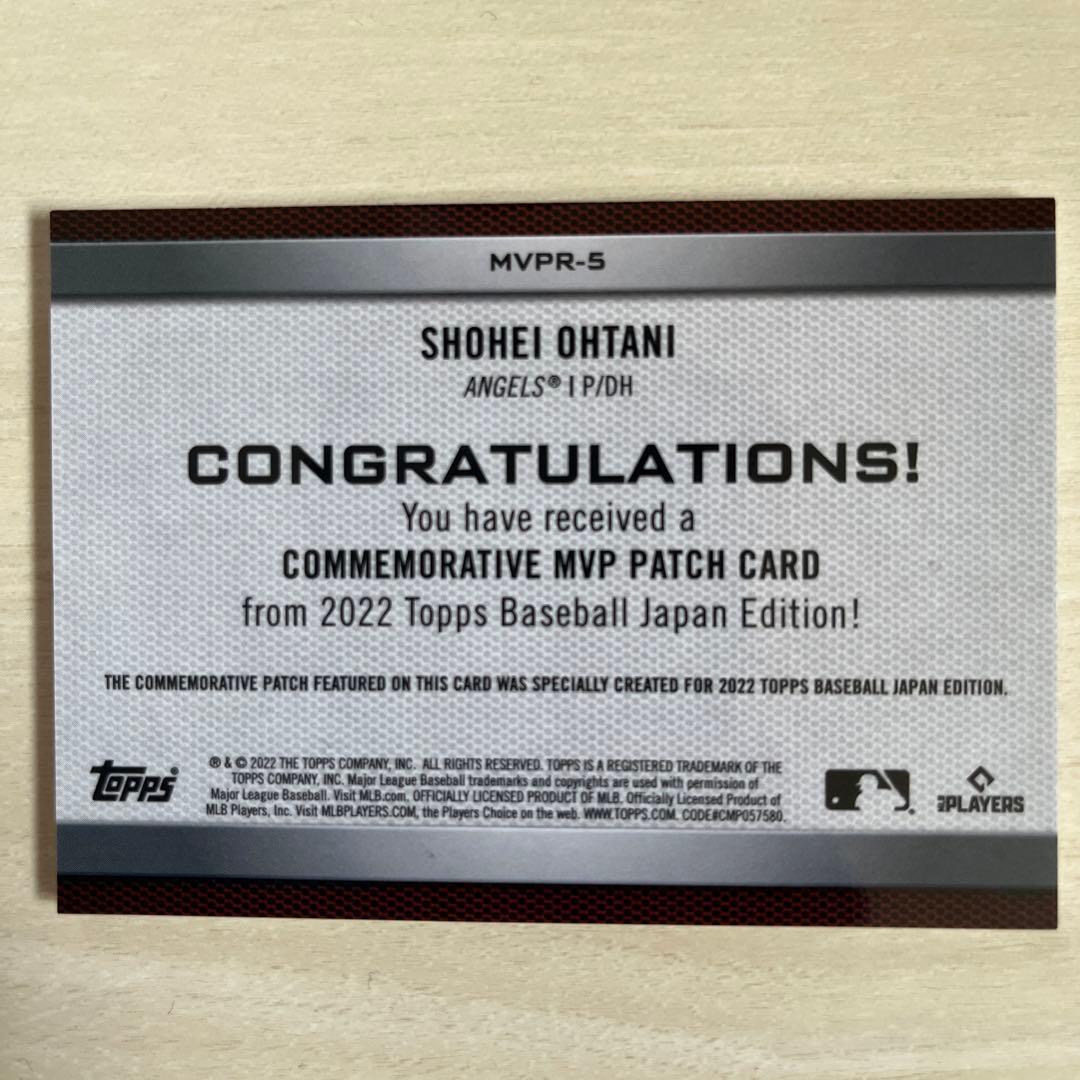 MVPR-5
SHOHEI OHTANI
ANGELS® | P/DH
CONGRATULATIONS!
You have received a
COMMEMORATIVE MVP PATCH CARD
from 2022 Topps Baseball Japan Edition!
THE COMMEMORATIVE PATCH FEATURED ON THIS CARD WAS SPECIALLY CREATED FOR 2022 TOPPS BASEBALL JAPAN EDITION.
topps®
® & © 2022 THE TOPPS COMPANY, INC. ALL RIGHTS RESERVED. TOPPS IS A REGISTERED TRADEMARK OF THE
TOPPS COMPANY, INC. Major League Baseball trademarks and copyrights are used with permission of
Major League Baseball. Visit MLB.com. OFFICIALLY LICENSED PRODUCT OF MLB. Officially Licensed Product of
MLB Players, Inc. Visit MLBPLAYERS.COM, the Players Choice on the web. WWW.TOPPS.COM. CODE#CMP057580.
PLAYERS